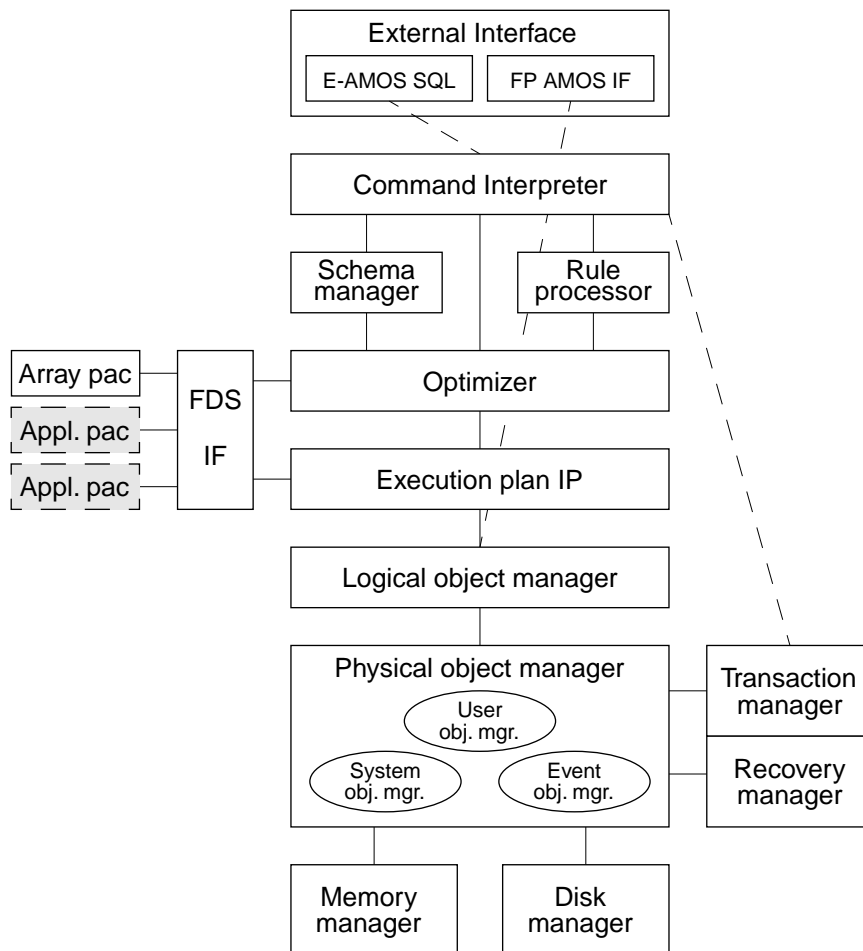 External Interface
E-AMOS SQL
FP AMOS IF
Command Interpreter
Schema
manager
Rule
processor
Array pac
Appl. pac
Appl. pac
FDS
IF
Optimizer
Execution plan IP
Logical object manager
Physical object manager
User
obj. mgr.
System
obj. mgr.
Event
obj. mgr.
Transaction
manager
Recovery
manager
Memory
manager
Disk
manager